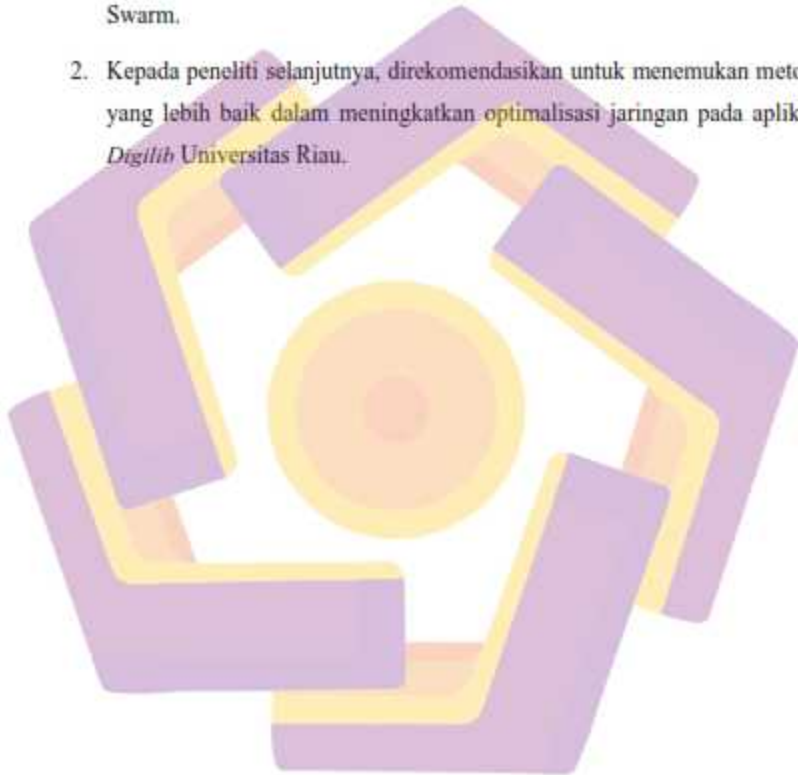 Swarm.
2. Kepada peneliti selanjutnya, direkomendasikan untuk menemukan meto
yang lebih baik dalam meningkatkan optimalisasi jaringan pada aplik
Digilib Universitas Riau.